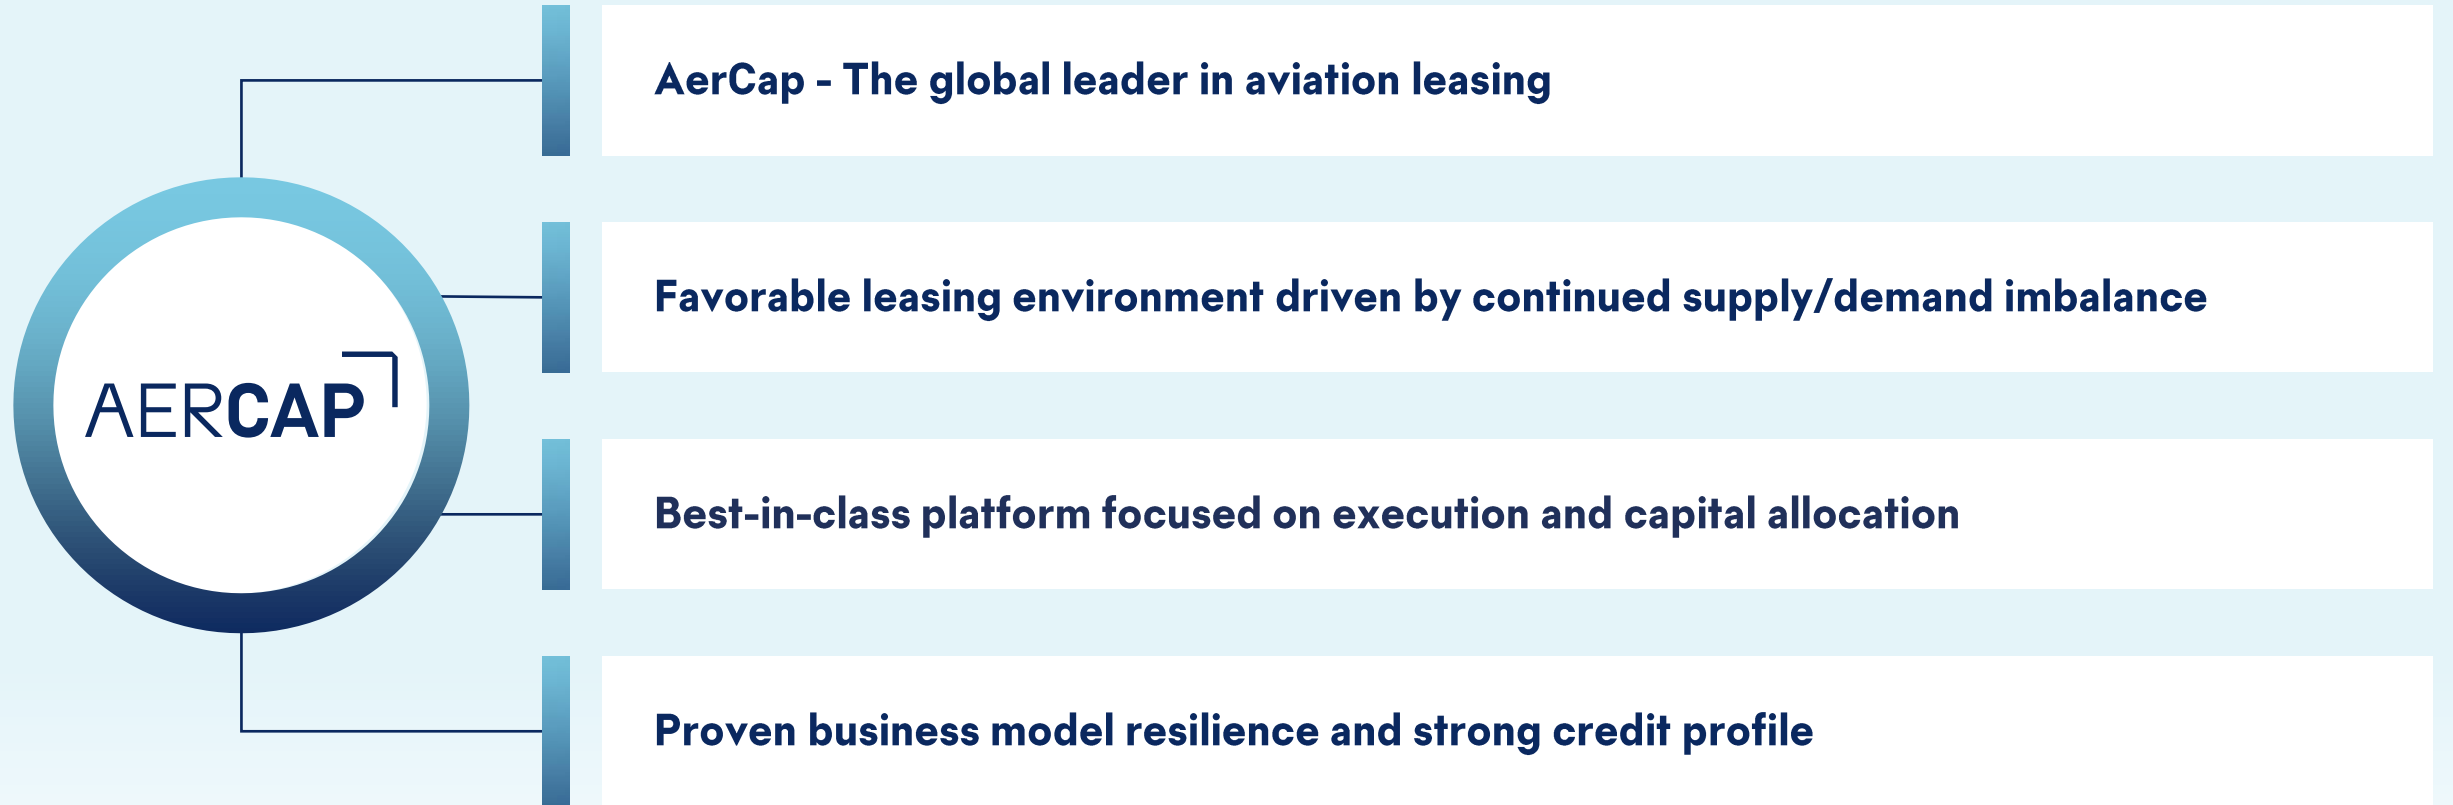 AerCap - The global leader in aviation leasing
Favorable leasing environment driven by continued supply/demand imbalance
AERCAP
Best-in-class platform focused on execution and capital allocation
Proven business model resilience and strong credit profile